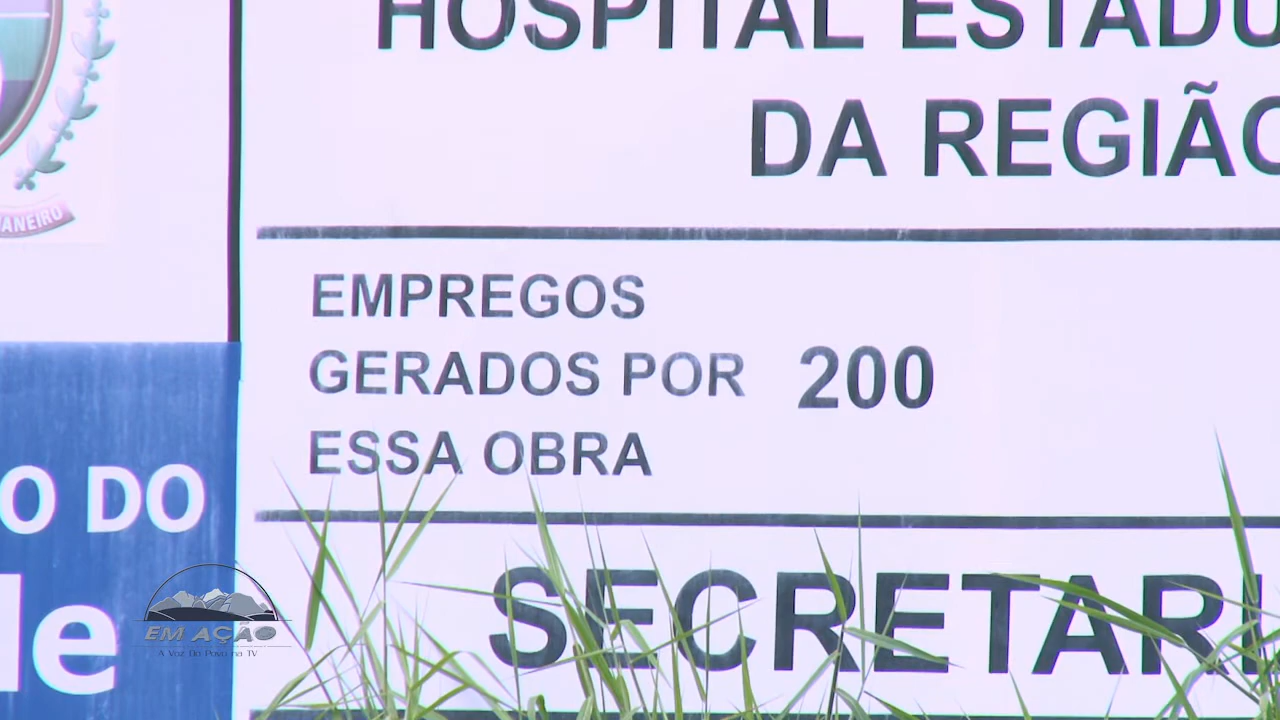 HOSPITAL ESTADU
DA REGIÃO
ANEIRO
EMPREGOS
GERADOS POR 200
ESSA OBRA
O DO
de
SECRETARI
EM AÇÃO
A Voz Do Povo na TV